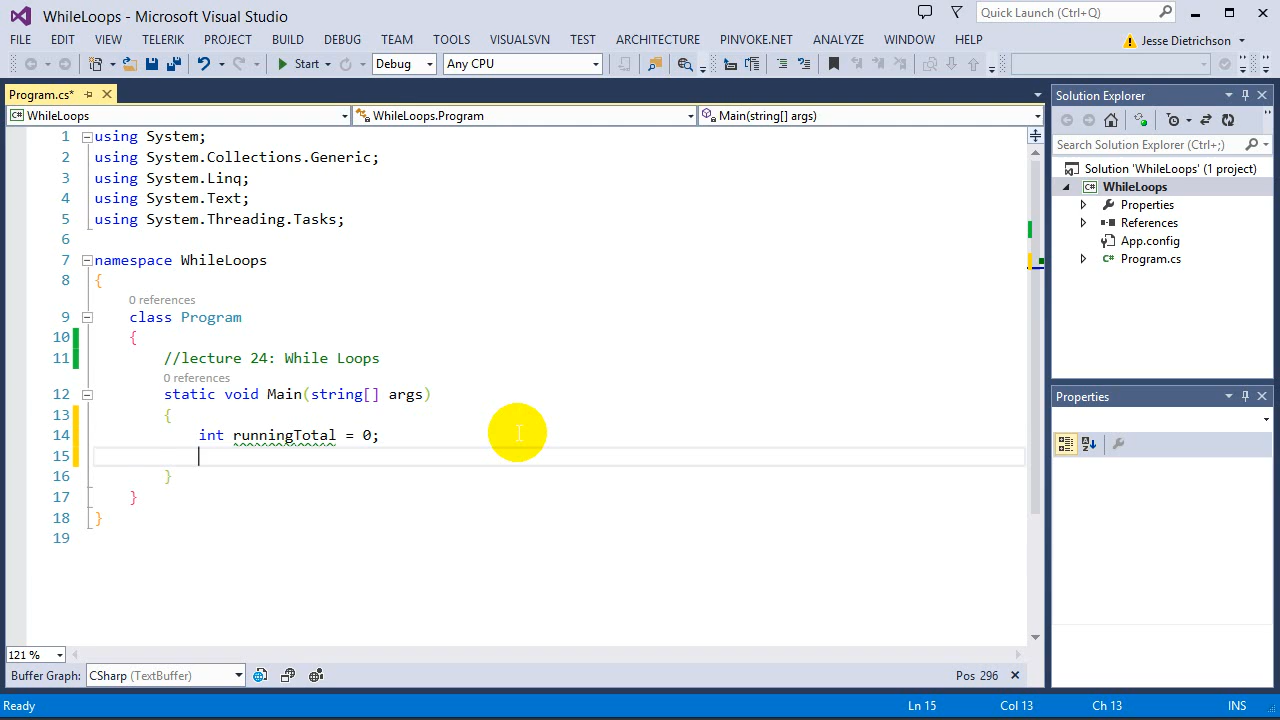 WhileLoops - Microsoft Visual Studio
Quick Launch (Ctrl+Q)
FILE EDIT VIEW TELERIK PROJECT BUILD DEBUG TEAM TOOLS VISUALSVN TEST ARCHITECTURE PINVOKE.NET ANALYZE WINDOW HELP Jesse Dietrichson
Start Debug Any CPU
Program.cs*
WhileLoops WhileLoops.Program Main(string[] args)
1 using System;
2 using System.Collections.Generic;
3 using System.Linq;
4 using System.Text;
5 using System.Threading.Tasks;
6
7 namespace WhileLoops
8 {
0 references
9 class Program
10 {
11 //lecture 24: While Loops
0 references
12 static void Main(string[] args)
13 {
14 int runningTotal = 0;
15
16 }
17 }
18 }
19
121 %
Buffer Graph: CSharp (TextBuffer) Pos 296
Solution Explorer
Search Solution Explorer (Ctrl+;)
Solution 'WhileLoops' (1 project)
WhileLoops
Properties
References
App.config
Program.cs
Properties
Ready Ln 15 Col 13 Ch 13 INS